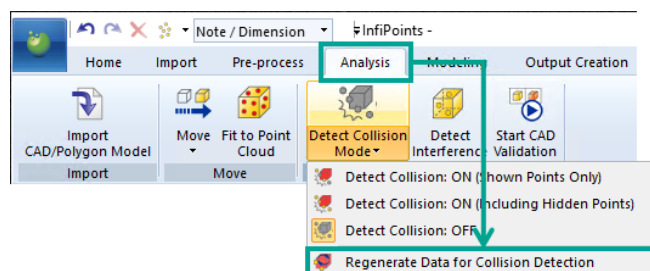 Note / Dimension
InfiPoints -
Home Import Pre-process Analysis Modeling Output Creation
Import CAD/Polygon Model
Move
Fit to Point Cloud
Detect Collision Mode
Detect Interference
Start CAD Validation
Import Move
Detect Collision: ON (Shown Points Only)
Detect Collision: ON (Including Hidden Points)
Detect Collision: OFF
Regenerate Data for Collision Detection